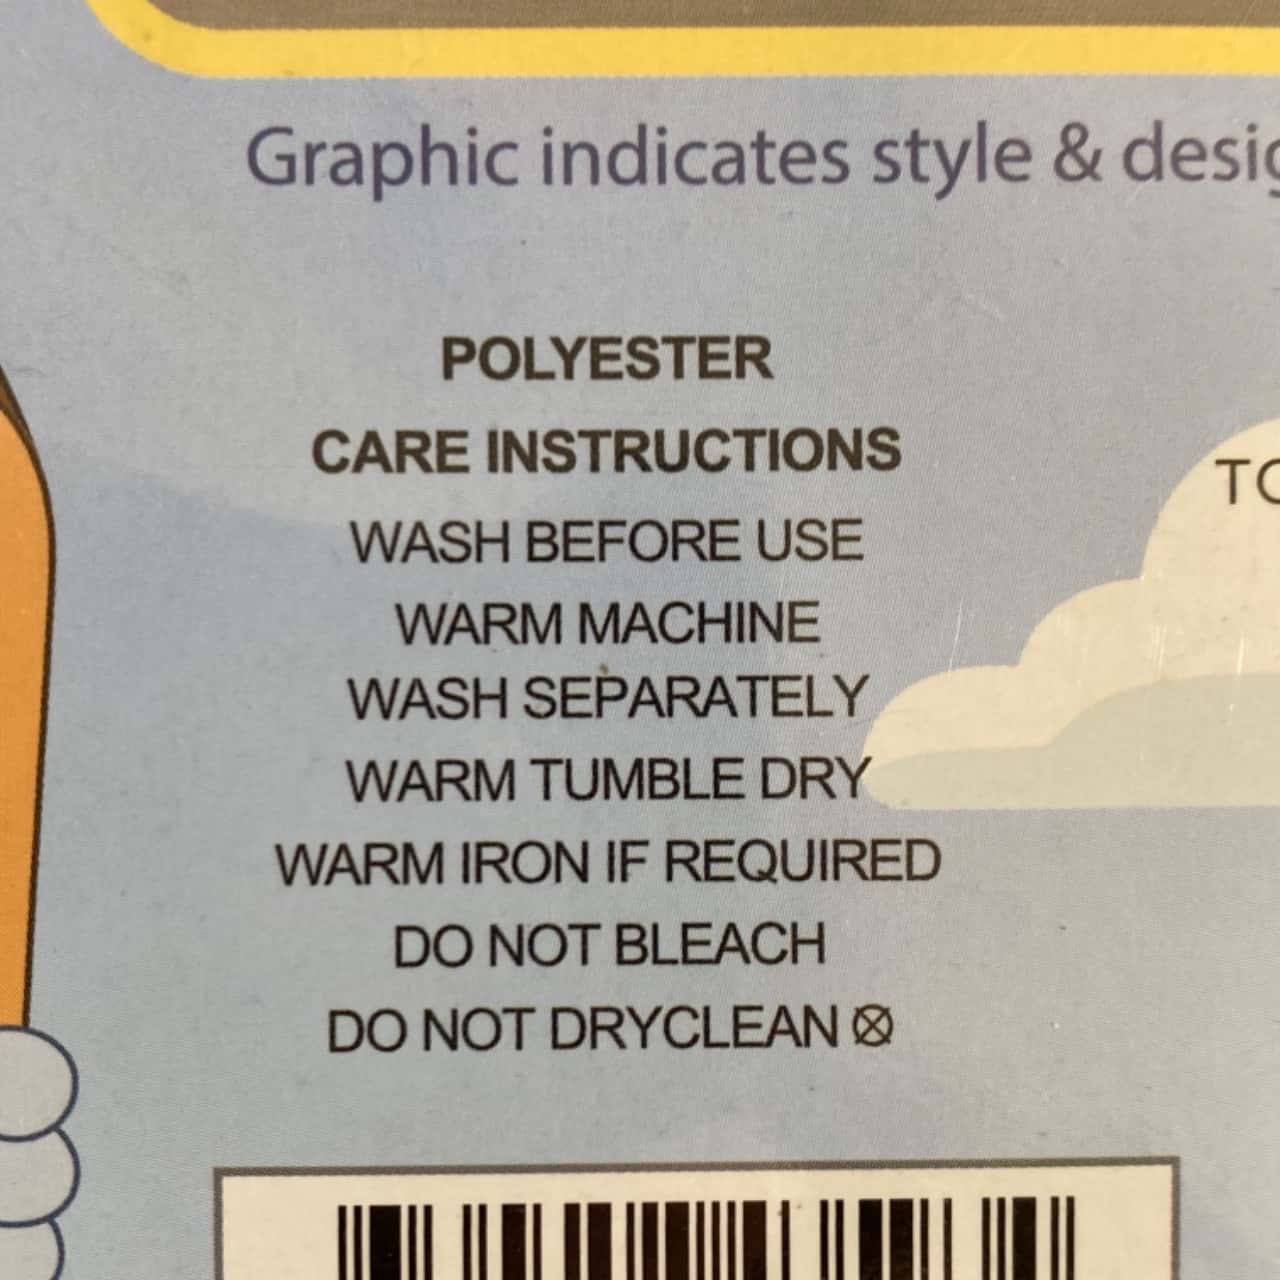 Graphic indicates style &
POLYESTER
CARE INSTRUCTIONS
WASH BEFORE USE
WARM MACHINE
WASH SEPARATELY
WARM TUMBLE DRY
WARM IRON IF REQUIRED
DO NOT BLEACH
DO NOT DRYCLEAN